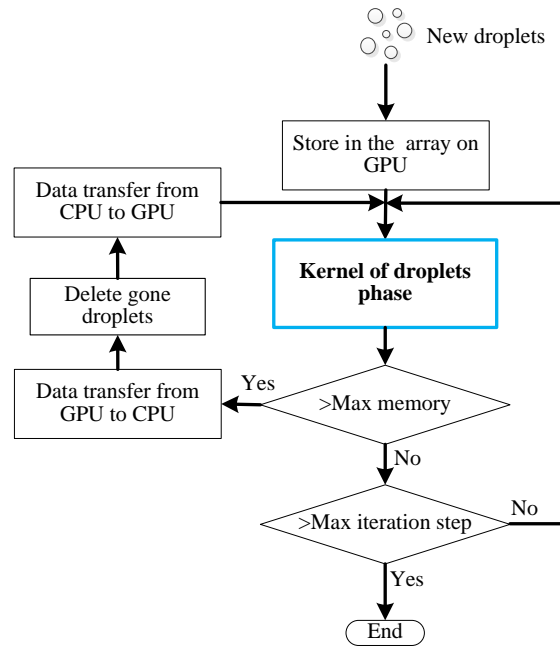 New droplets
Store in the array on
GPU
Data transfer from
CPU to GPU
Kernel of droplets
phase
Delete gone
droplets
Data transfer from
GPU to CPU
Yes
>Max memory
No
>Max iteration step
No
Yes
End